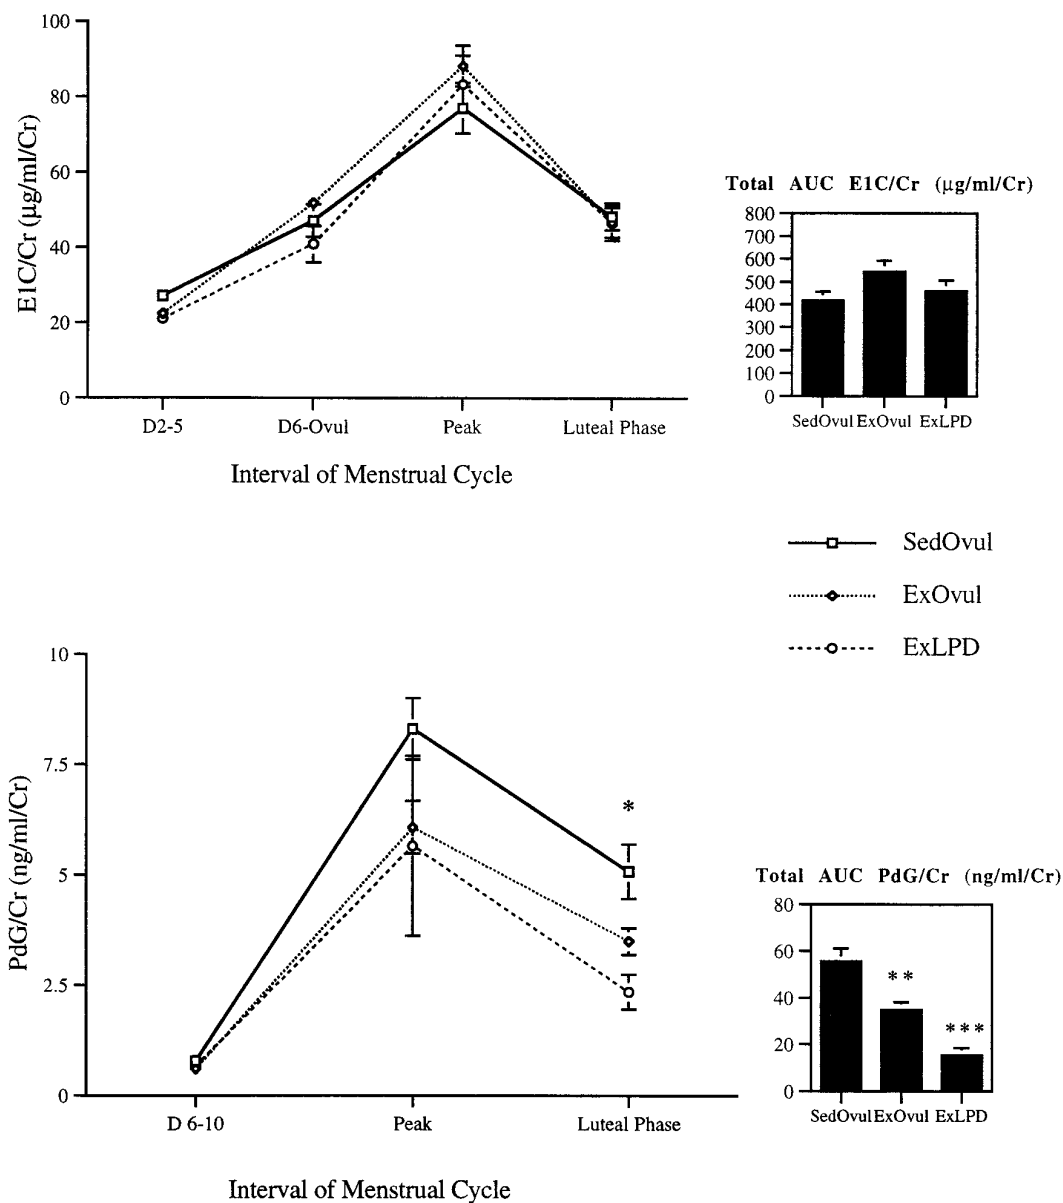 100
80
60
40
20
0
E1C/Cr (µg/ml/Cr)
D2-5 D6-Ovul Peak Luteal Phase
Interval of Menstrual Cycle
Total AUC E1C/Cr (µg/ml/Cr)
800
700
600
500
400
300
200
100
0
SedOvul ExOvul ExLPD
SedOvul
ExOvul
ExLPD
10
7.5
5
2.5
0
PdG/Cr (ng/ml/Cr)
*
D 6-10 Peak Luteal Phase
Interval of Menstrual Cycle
Total AUC PdG/Cr (ng/ml/Cr)
80
60
40
20
0
**
***
SedOvul ExOvul ExLPD